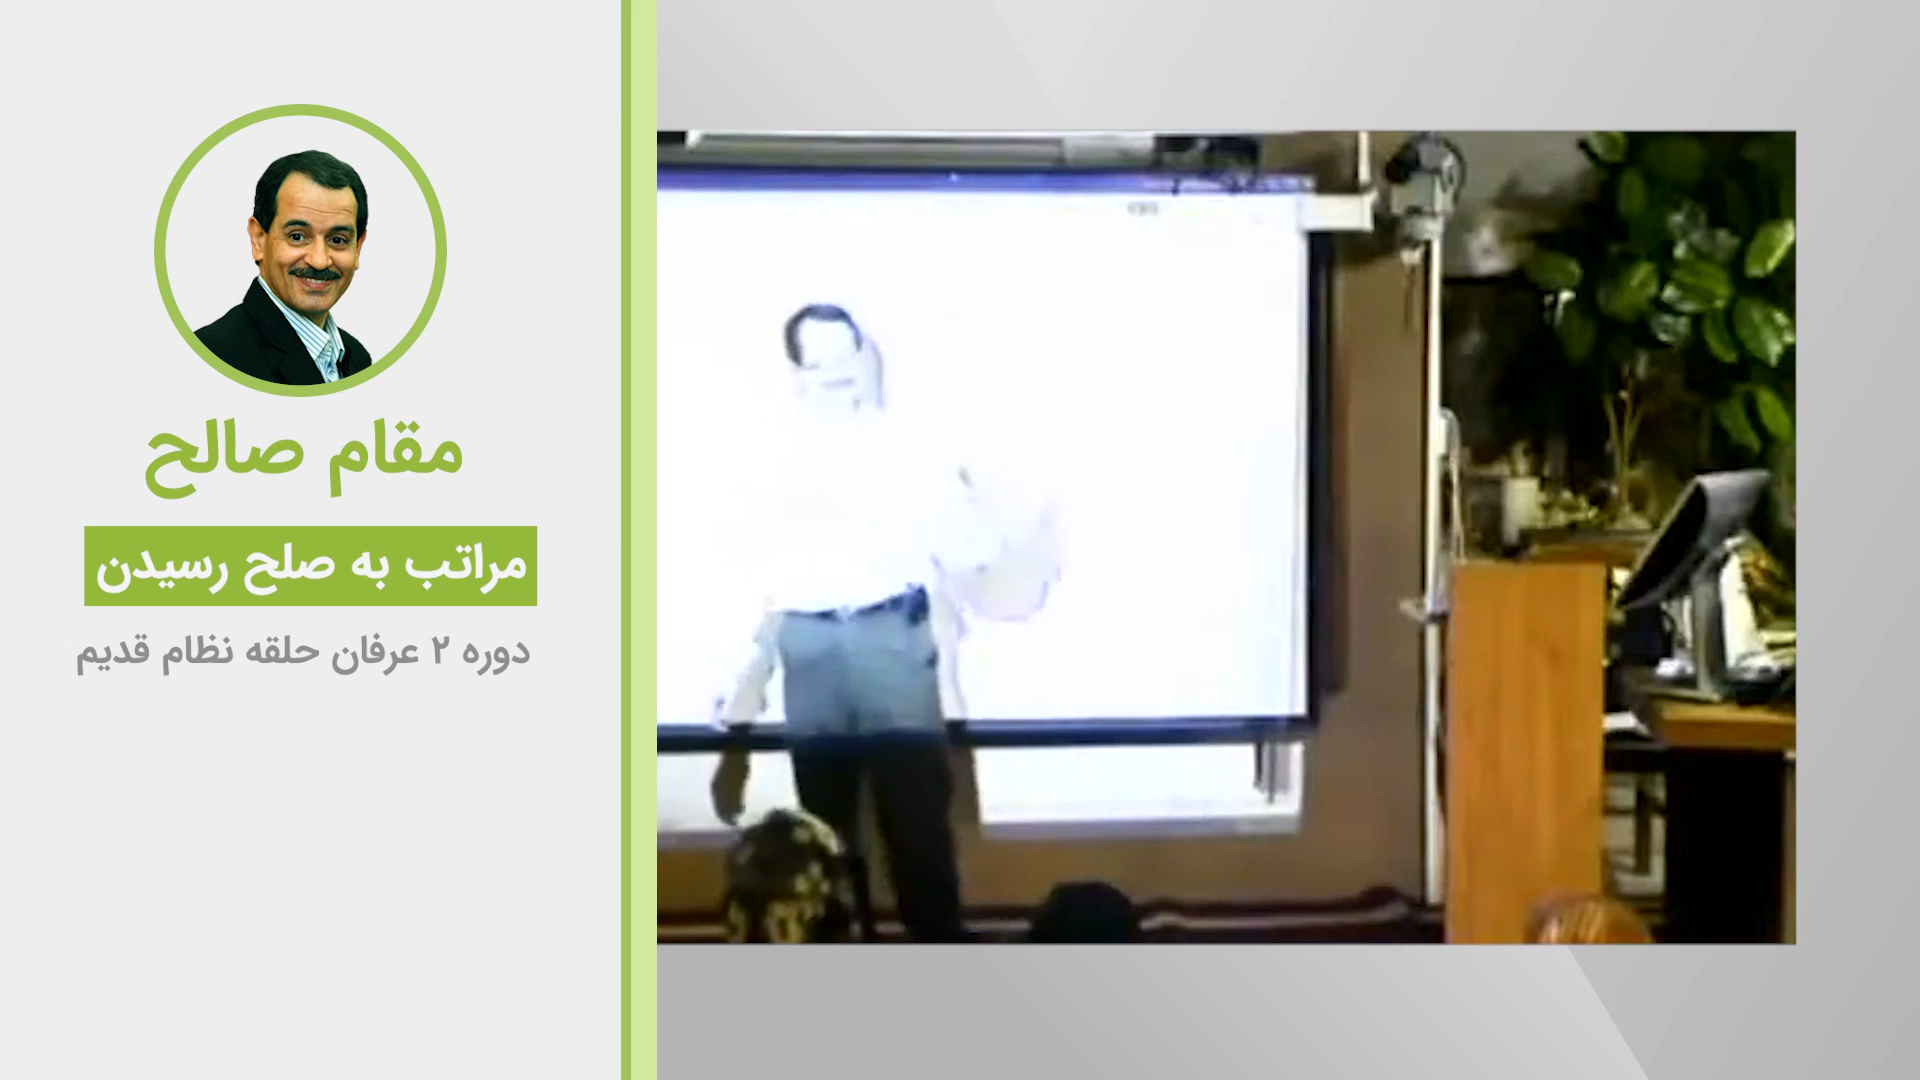 مقام صالح
مراتب به صلح رسیدن
دوره ۲ عرفان حلقه نظام قدیم